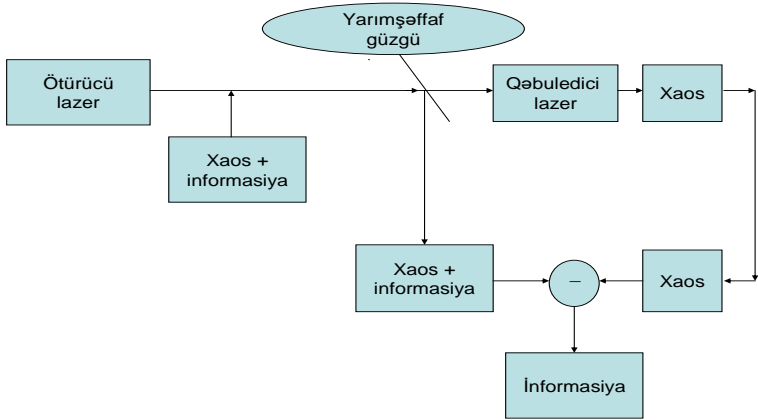 Yarımşəffaf
güzgü
Ötürücü
lazer
Qəbuledici
lazer
Xaos
Xaos +
informasiya
Xaos +
informasiya
–
Xaos
İnformasiya